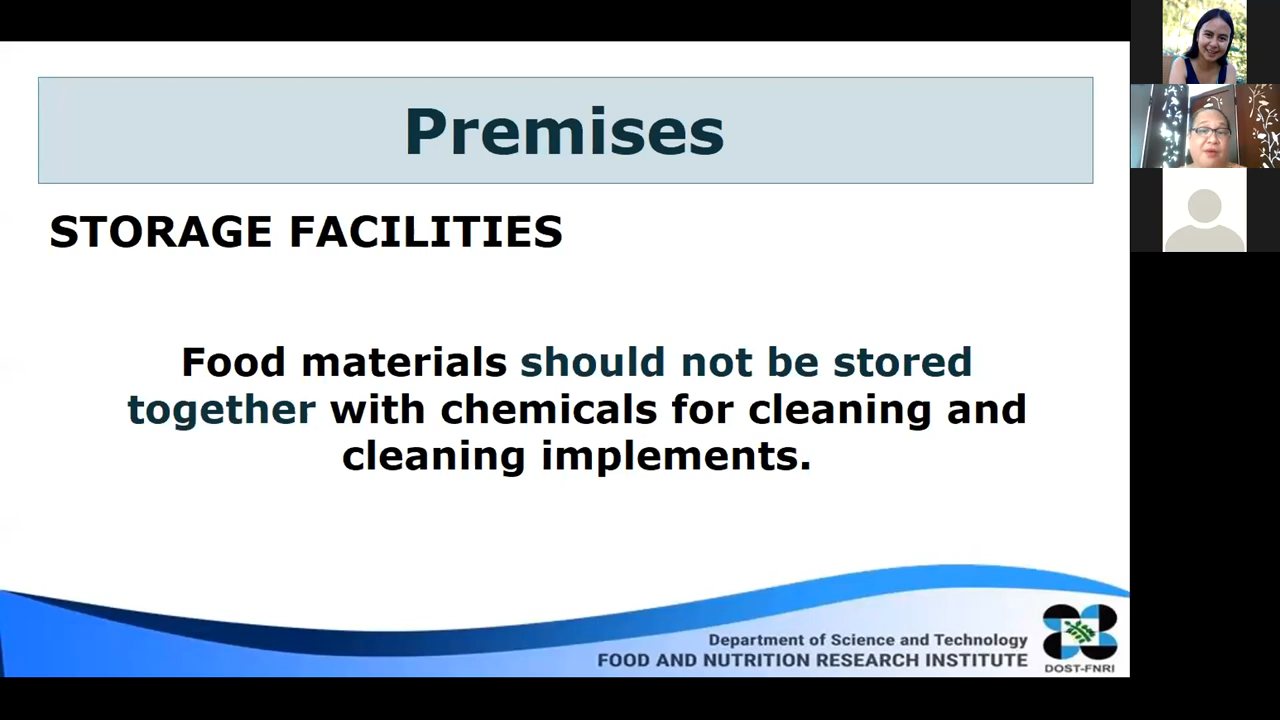 Premises
STORAGE FACILITIES
Food materials should not be stored
together with chemicals for cleaning and
cleaning implements.
Department of Science and Technology
FOOD AND NUTRITION RESEARCH INSTITUTE
DOST-FNRI